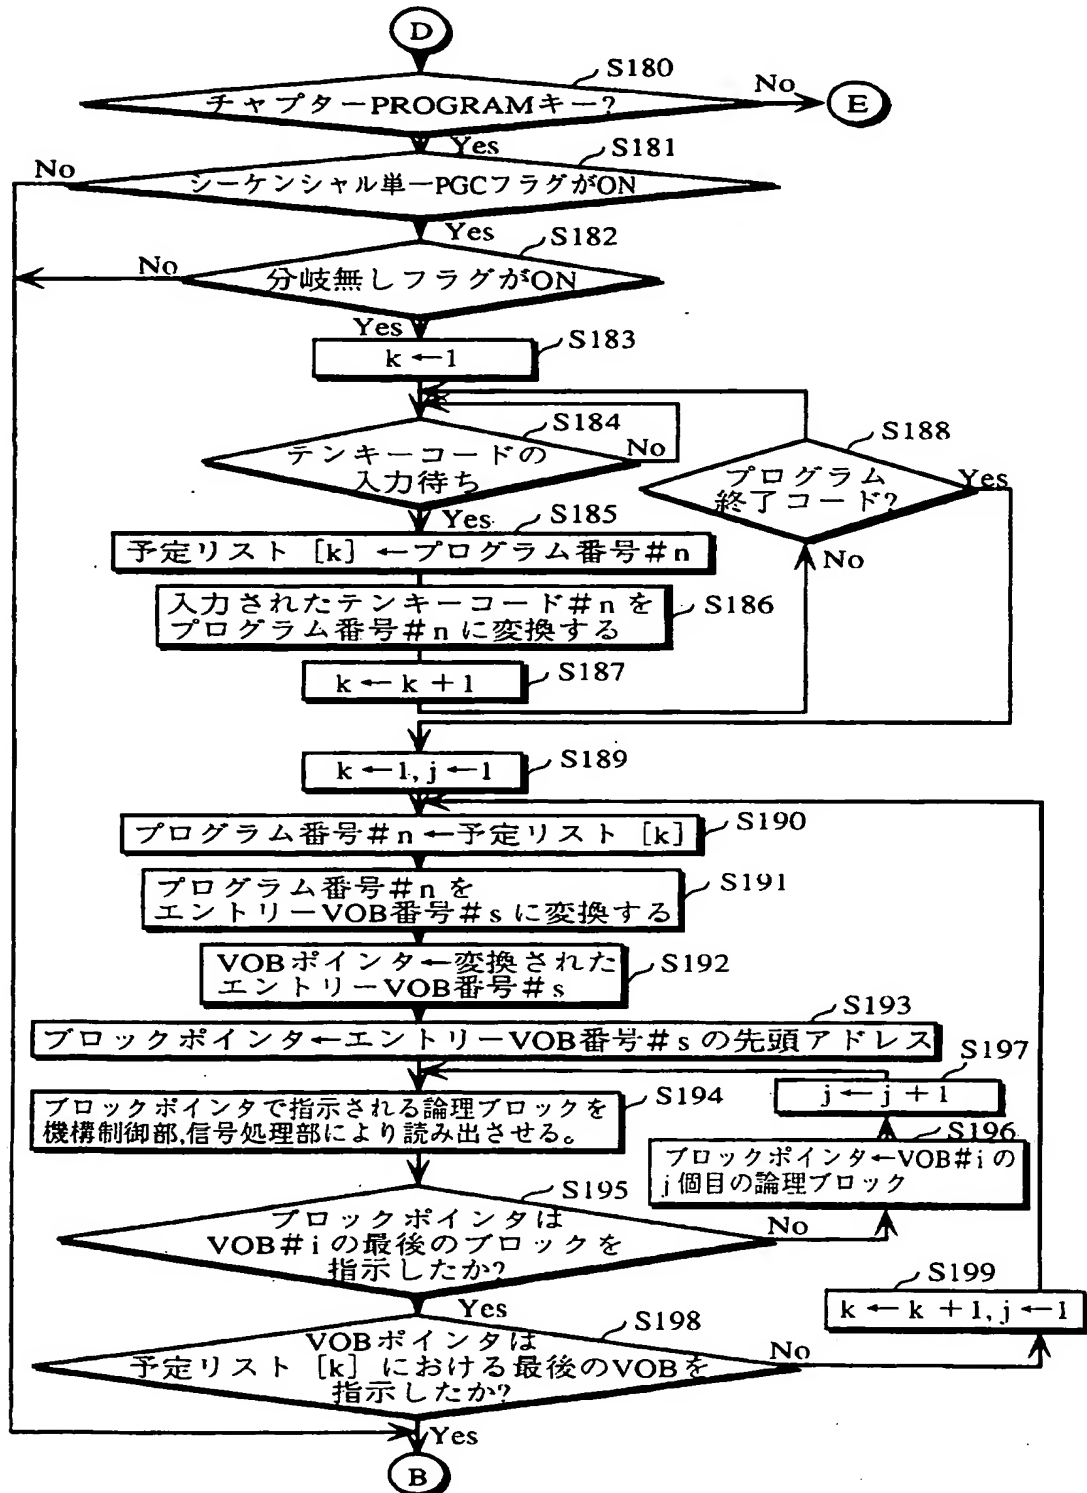 D
S180
チャプターPROGRAMキー?
No
E
Yes
S181
No
シーケンシャル単一PGCフラグがON
Yes
S182
No
分岐無しフラグがON
Yes
S183
k←1
S184
テンキーコードの
入力待ち
No
S188
プログラム
終了コード?
Yes
No
Yes
S185
予定リスト [k] ←プログラム番号#n
S186
入力されたテンキーコード#nを
プログラム番号#nに変換する
S187
k←k+1
S189
k←1, j←1
S190
プログラム番号#n←予定リスト [k]
S191
プログラム番号#nを
エントリーVOB番号#sに変換する
S192
VOBポインタ←変換された
エントリーVOB番号#s
S193
ブロックポインタ←エントリーVOB番号#sの先頭アドレス
S197
j←j+1
S194
ブロックポインタで指示される論理ブロックを
機構制御部,信号処理部により読み出させる。
S196
ブロックポインタ←VOB#iの
j個目の論理ブロック
S195
ブロックポインタは
VOB#iの最後のブロックを
指示したか?
No
Yes
S199
k←k+1, j←1
S198
VOBポインタは
予定リスト [k] における最後のVOBを
指示したか?
No
Yes
B